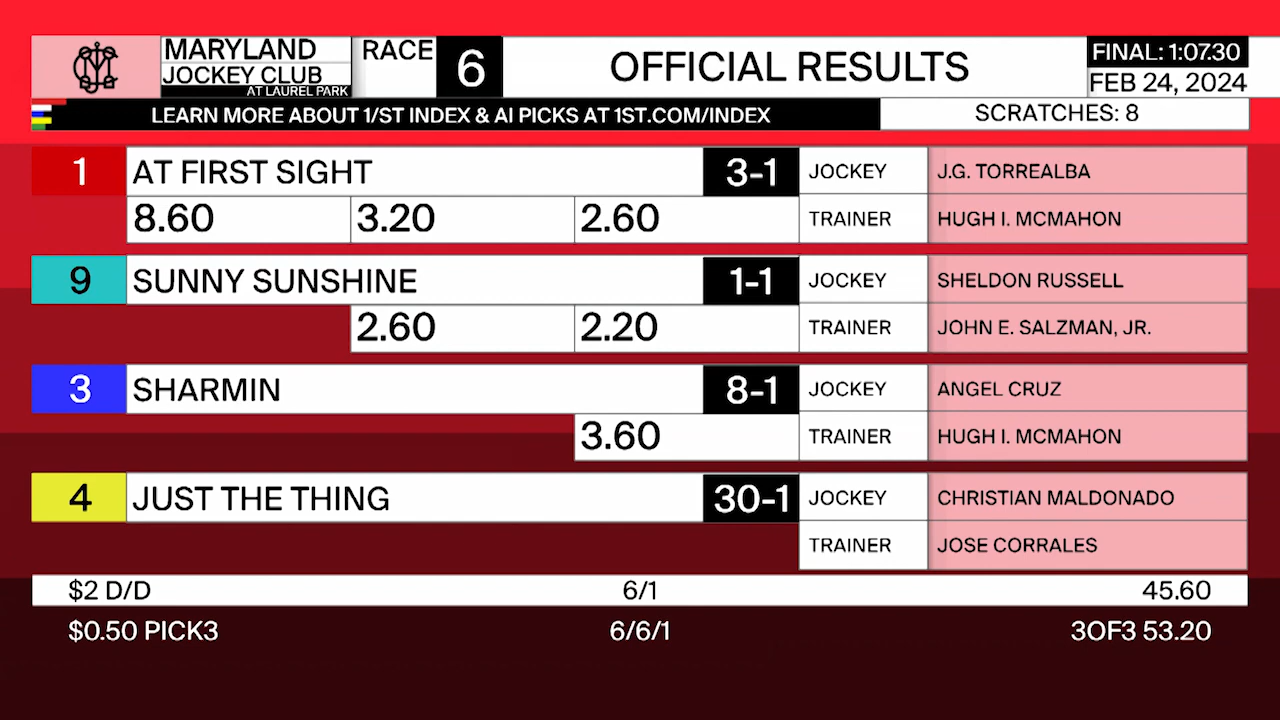 MARYLAND
JOCKEY CLUB
AT LAUREL PARK
RACE 6
OFFICIAL RESULTS
FINAL: 1:07.30
FEB 24, 2024
LEARN MORE ABOUT 1/ST INDEX & AI PICKS AT 1ST.COM/INDEX
SCRATCHES: 8
1 AT FIRST SIGHT 3-1 JOCKEY J.G. TORREALBA
8.60 3.20 2.60 TRAINER HUGH I. MCMAHON
9 SUNNY SUNSHINE 1-1 JOCKEY SHELDON RUSSELL
2.60 2.20 TRAINER JOHN E. SALZMAN, JR.
3 SHARMIN 8-1 JOCKEY ANGEL CRUZ
3.60 TRAINER HUGH I. MCMAHON
4 JUST THE THING 30-1 JOCKEY CHRISTIAN MALDONADO
TRAINER JOSE CORRALES
$2 D/D 6/1 45.60
$0.50 PICK3 6/6/1 3OF3 53.20